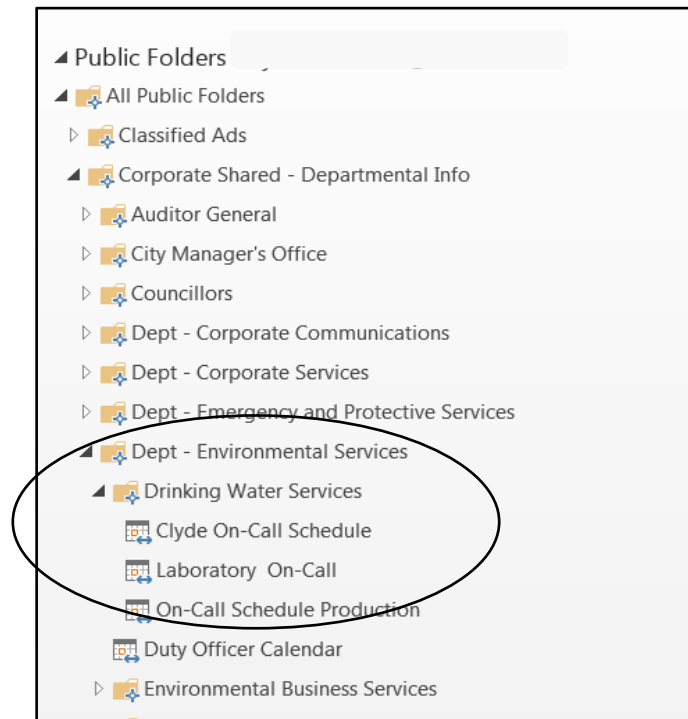 Public Folders
All Public Folders
Classified Ads
Corporate Shared - Departmental Info
Auditor General
City Manager's Office
Councillors
Dept - Corporate Communications
Dept - Corporate Services
Dept - Emergency and Protective Services
Dept - Environmental Services
Drinking Water Services
Clyde On-Call Schedule
Laboratory  On-Call
On-Call Schedule Production
Duty Officer Calendar
Environmental Business Services